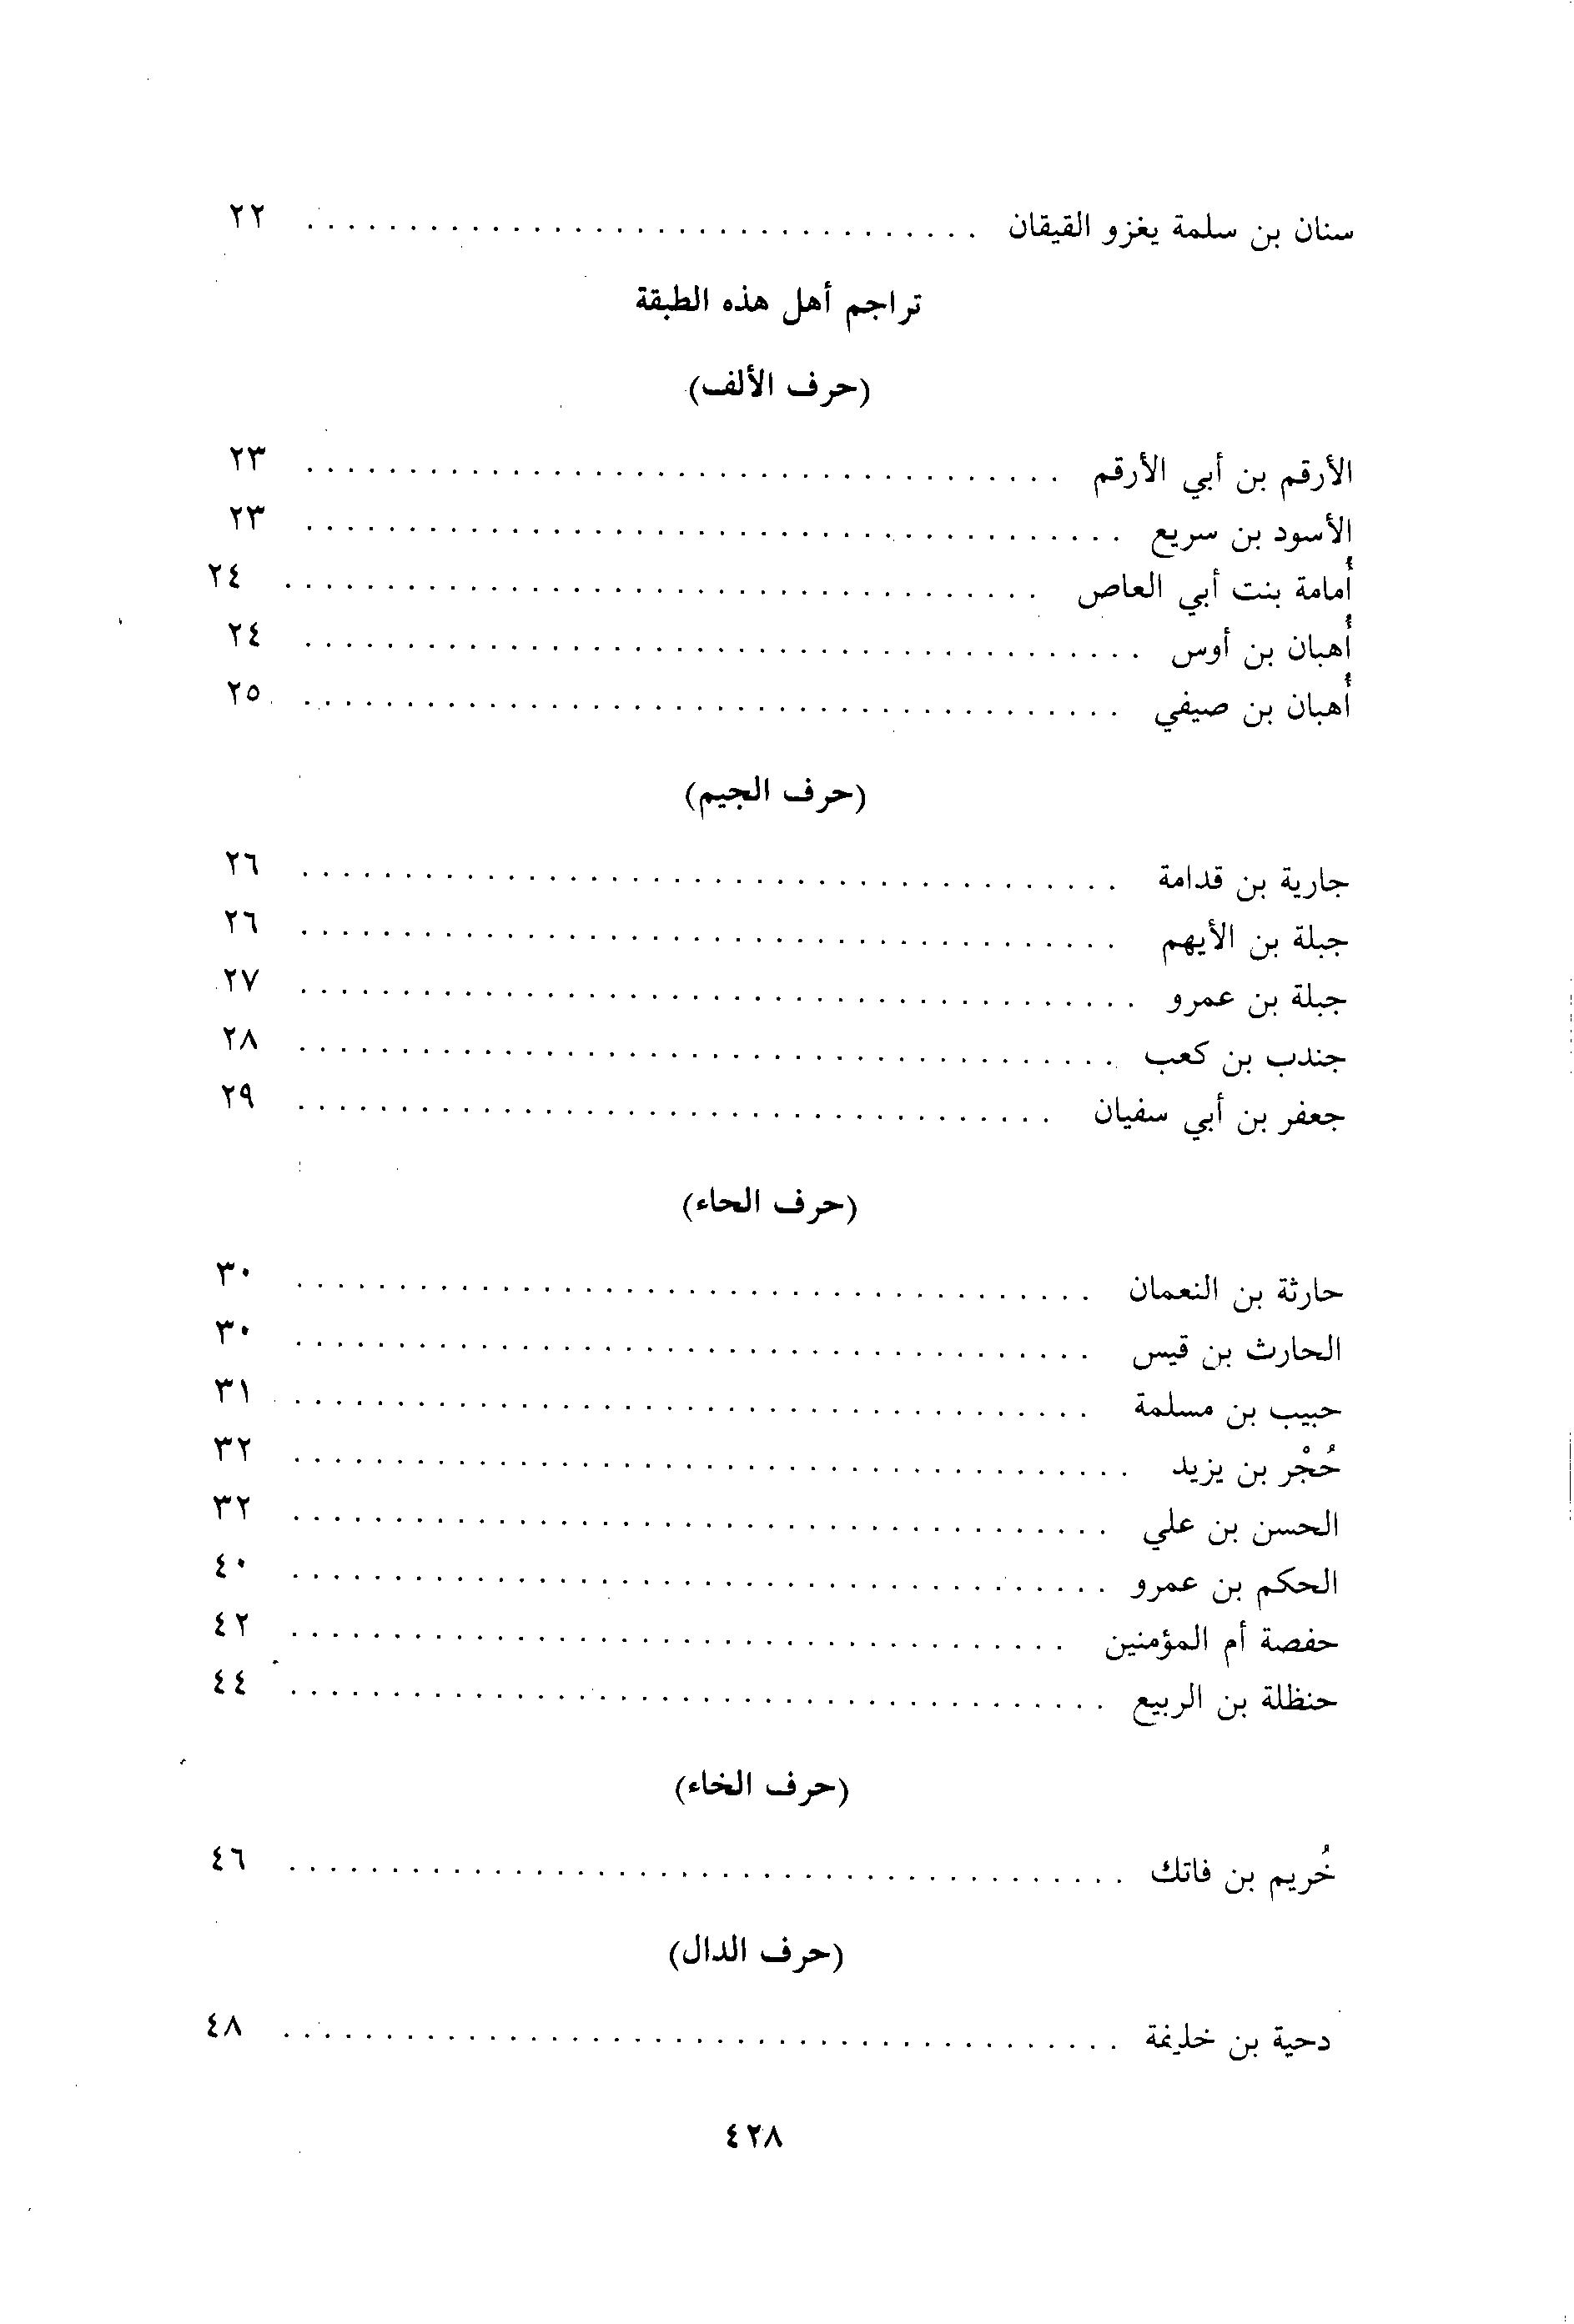 سنان بن سلمة يغزو القيقان . . . . . . . . . . . . . . . . . . . . . . . . . . . . . . . . . ٢٢
تراجم أهل هذه الطبقة
(حرف الألف)
الأرقم بن أبي الأرقم . . . . . . . . . . . . . . . . . . . . . . . . . . . . . . . . . . . . . ٢٣
الأسود بن سريع . . . . . . . . . . . . . . . . . . . . . . . . . . . . . . . . . . . . . . . . ٢٣
أُمامة بنت أبي العاص . . . . . . . . . . . . . . . . . . . . . . . . . . . . . . . . . . . . . ٢٤
أُهبان بن أوس . . . . . . . . . . . . . . . . . . . . . . . . . . . . . . . . . . . . . . . . . ٢٤
أُهبان بن صيفي . . . . . . . . . . . . . . . . . . . . . . . . . . . . . . . . . . . . . . . . ٢٥
(حرف الجيم)
جارية بن قدامة . . . . . . . . . . . . . . . . . . . . . . . . . . . . . . . . . . . . . . . . ٢٦
جبلة بن الأيهم . . . . . . . . . . . . . . . . . . . . . . . . . . . . . . . . . . . . . . . . ٢٦
جبلة بن عمرو . . . . . . . . . . . . . . . . . . . . . . . . . . . . . . . . . . . . . . . . . ٢٧
جندب بن كعب . . . . . . . . . . . . . . . . . . . . . . . . . . . . . . . . . . . . . . . . ٢٨
جعفر بن أبي سفيان . . . . . . . . . . . . . . . . . . . . . . . . . . . . . . . . . . . . . ٢٩
(حرف الحاء)
حارثة بن النعمان . . . . . . . . . . . . . . . . . . . . . . . . . . . . . . . . . . . . . . . ٣٠
الحارث بن قيس . . . . . . . . . . . . . . . . . . . . . . . . . . . . . . . . . . . . . . . ٣٠
حبيب بن مسلمة . . . . . . . . . . . . . . . . . . . . . . . . . . . . . . . . . . . . . . . ٣١
حُجْر بن يزيد . . . . . . . . . . . . . . . . . . . . . . . . . . . . . . . . . . . . . . . . . ٣٢
الحسن بن علي . . . . . . . . . . . . . . . . . . . . . . . . . . . . . . . . . . . . . . . . ٣٢
الحكم بن عمرو . . . . . . . . . . . . . . . . . . . . . . . . . . . . . . . . . . . . . . . . ٤٠
حفصة أم المؤمنين . . . . . . . . . . . . . . . . . . . . . . . . . . . . . . . . . . . . . . ٤٢
حنظلة بن الربيع . . . . . . . . . . . . . . . . . . . . . . . . . . . . . . . . . . . . . . . . ٤٤
(حرف الخاء)
خُريم بن فاتك . . . . . . . . . . . . . . . . . . . . . . . . . . . . . . . . . . . . . . . . . ٤٦
(حرف الدال)
دحية بن خليفة . . . . . . . . . . . . . . . . . . . . . . . . . . . . . . . . . . . . . . . . . ٤٨
٤٢٨